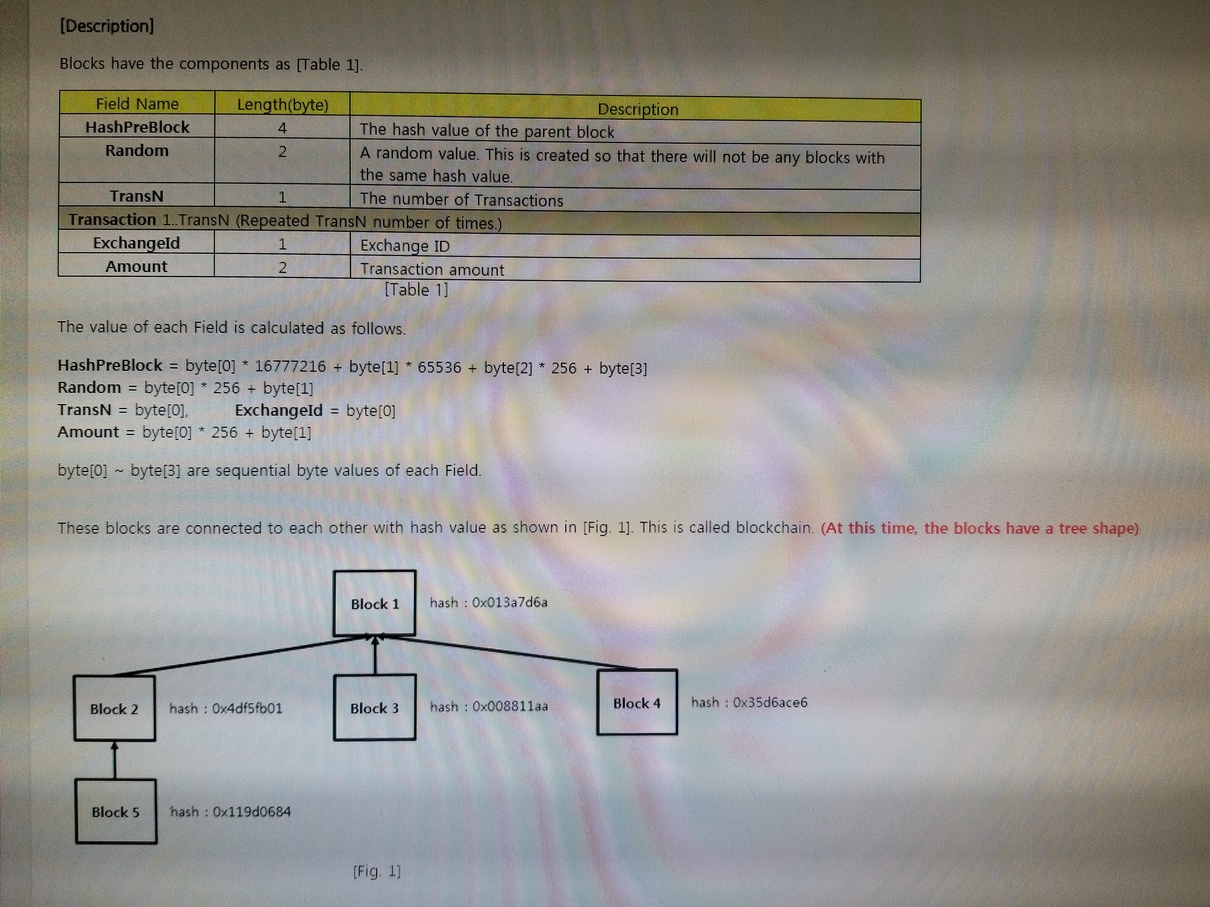 [Description]
Blocks have the components as [Table 1].
Field Name Length(byte) Description
HashPreBlock 4 The hash value of the parent block
Random 2 A random value. This is created so that there will not be any blocks with
the same hash value.
TransN 1 The number of Transactions
Transaction 1..TransN (Repeated TransN number of times.)
ExchangeId 1 Exchange ID
Amount 2 Transaction amount
[Table 1]
The value of each Field is calculated as follows.
HashPreBlock = byte[0] * 16777216 + byte[1] * 65536 + byte[2] * 256 + byte[3]
Random = byte[0] * 256 + byte[1]
TransN = byte[0], ExchangeId = byte[0]
Amount = byte[0] * 256 + byte[1]
byte[0] ~ byte[3] are sequential byte values of each Field.
These blocks are connected to each other with hash value as shown in [Fig. 1]. This is called blockchain. (At this time, the blocks have a tree shape)
Block 1 hash : 0x013a7d6a
Block 2 hash : 0x4df5fb01 Block 3 hash : 0x008811aa Block 4 hash : 0x35d6ace6
Block 5 hash : 0x119d0684
[Fig. 1]